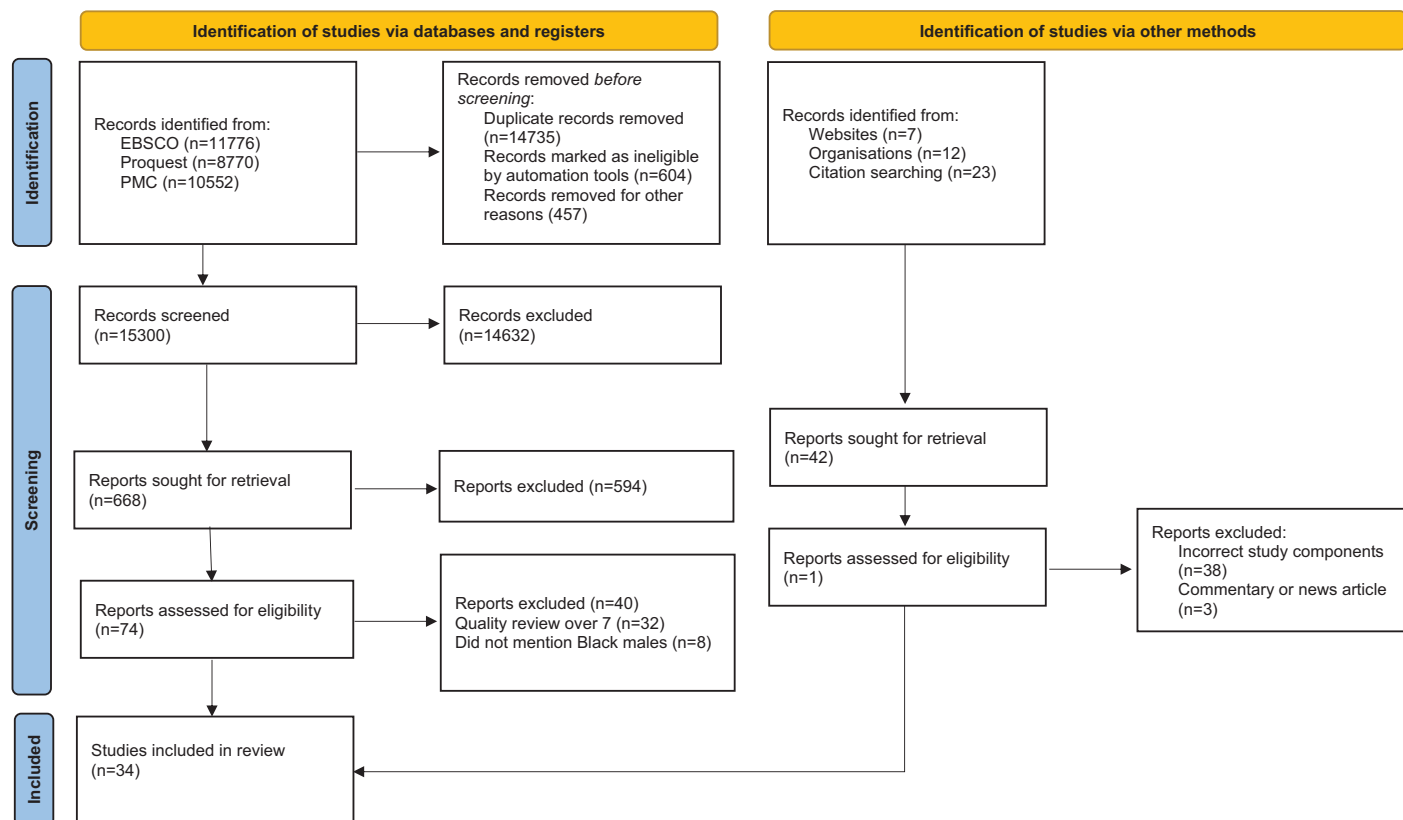 Identification of studies via databases and registers
Identification of studies via other methods
Identification
Records identified from:
EBSCO (n=11776)
Proquest (n=8770)
PMC (n=10552)
Records removed before
screening:
Duplicate records removed
(n=14735)
Records marked as ineligible
by automation tools (n=604)
Records removed for other
reasons (457)
Records identified from:
Websites (n=7)
Organisations (n=12)
Citation searching (n=23)
Screening
Records screened
(n=15300)
Records excluded
(n=14632)
Reports sought for retrieval
(n=668)
Reports excluded (n=594)
Reports sought for retrieval
(n=42)
Reports assessed for eligibility
(n=74)
Reports excluded (n=40)
Quality review over 7 (n=32)
Did not mention Black males (n=8)
Reports assessed for eligibility
(n=1)
Reports excluded:
Incorrect study components
(n=38)
Commentary or news article
(n=3)
Included
Studies included in review
(n=34)